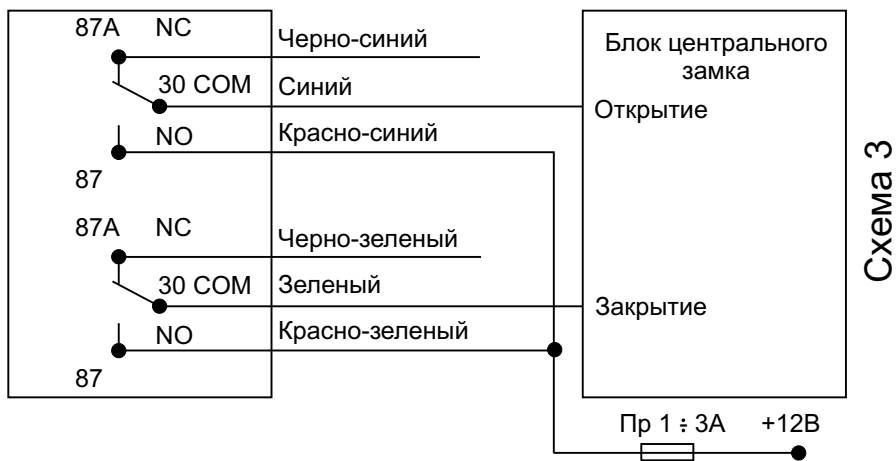 87A NC
Черно-синий
30 COM
Синий
NO
Красно-синий
87
87A NC
Черно-зеленый
30 COM
Зеленый
NO
Красно-зеленый
87
Блок центрального
замка
Открытие
Закрытие
Пр 1 ÷ 3А +12В
Схема 3